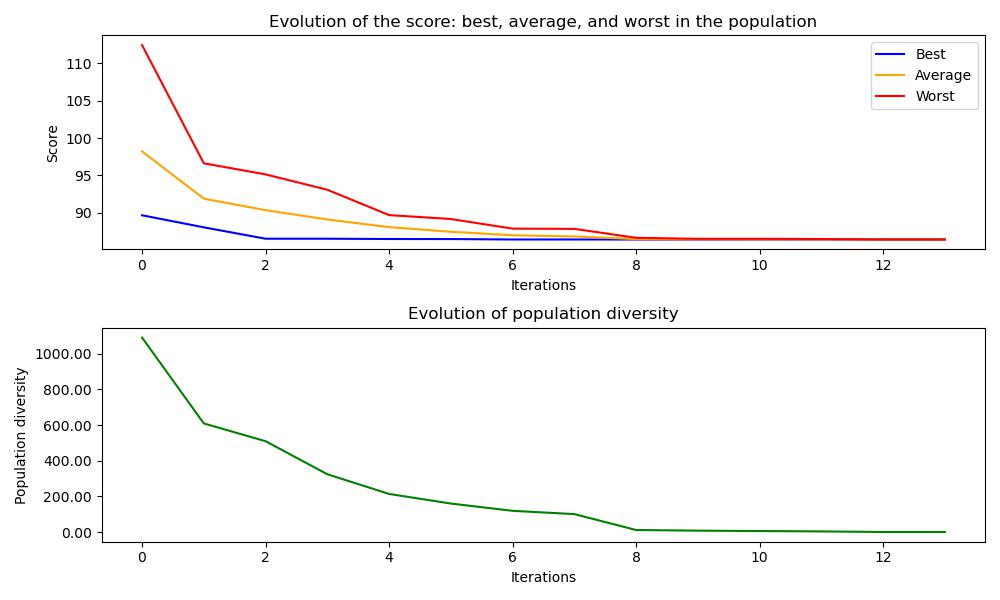 Evolution of the score: best, average, and worst in the population
110
105
100
95
90
Score
Best
Average
Worst
0 2 4 6 8 10 12
Iterations
Evolution of population diversity
1000.00
800.00
600.00
400.00
200.00
0.00
Population diversity
0 2 4 6 8 10 12
Iterations